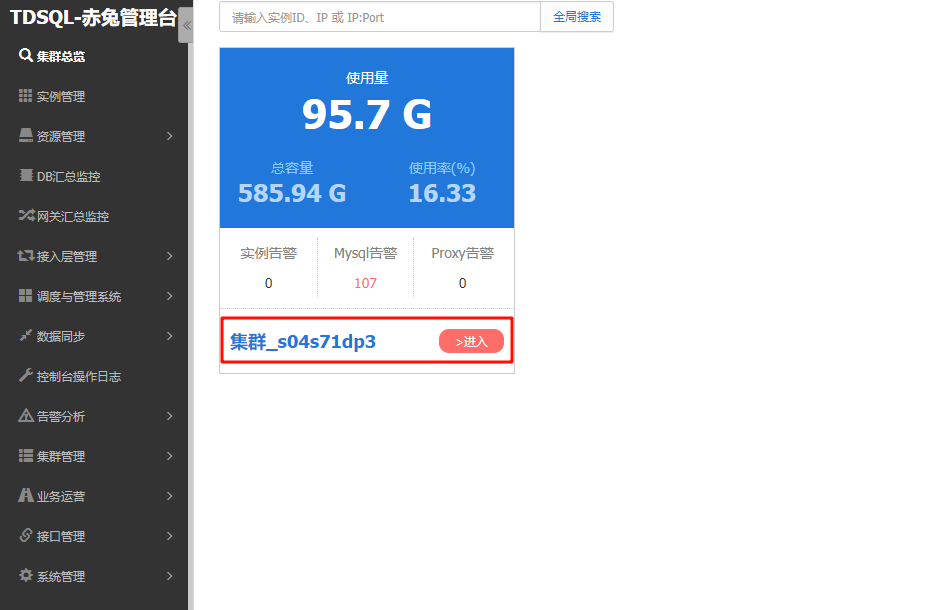 TDSQL-赤兔管理台
集群总览
实例管理
资源管理
DB汇总监控
网关汇总监控
接入层管理
调度与管理系统
数据同步
控制台操作日志
告警分析
集群管理
业务运营
接口管理
系统管理
请输入实例ID、IP 或 IP:Port 全局搜索
使用量
95.7 G
总容量 使用率(%)
585.94 G 16.33
实例告警 Mysql告警 Proxy告警
0 107 0
集群_s04s71dp3 >进入